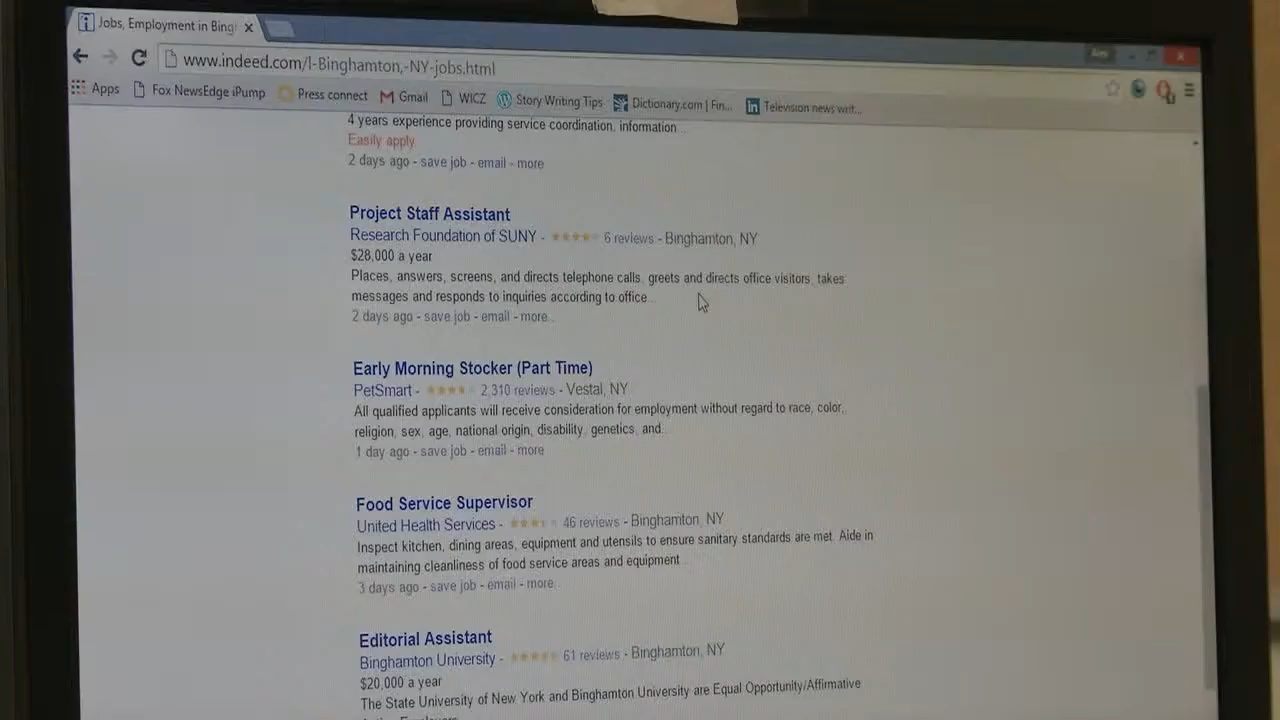 Jobs, Employment in Bing
www.indeed.com/l-Binghamton,-NY-jobs.html
Apps Fox NewsEdge iPump Press connect Gmail WICZ Story Writing Tips Dictionary.com | Fin... Television news writ...
4 years experience providing service coordination, information...
Easily apply
2 days ago - save job - email - more
Project Staff Assistant
Research Foundation of SUNY - 6 reviews - Binghamton, NY
$28,000 a year
Places, answers, screens, and directs telephone calls, greets and directs office visitors, takes
messages and responds to inquiries according to office...
2 days ago - save job - email - more...
Early Morning Stocker (Part Time)
PetSmart - 2,310 reviews - Vestal, NY
All qualified applicants will receive consideration for employment without regard to race, color,
religion, sex, age, national origin, disability, genetics, and...
1 day ago - save job - email - more
Food Service Supervisor
United Health Services - 46 reviews - Binghamton, NY
Inspect kitchen, dining areas, equipment and utensils to ensure sanitary standards are met. Aide in
maintaining cleanliness of food service areas and equipment...
3 days ago - save job - email - more...
Editorial Assistant
Binghamton University - 61 reviews - Binghamton, NY
$20,000 a year
The State University of New York and Binghamton University are Equal Opportunity/Affirmative